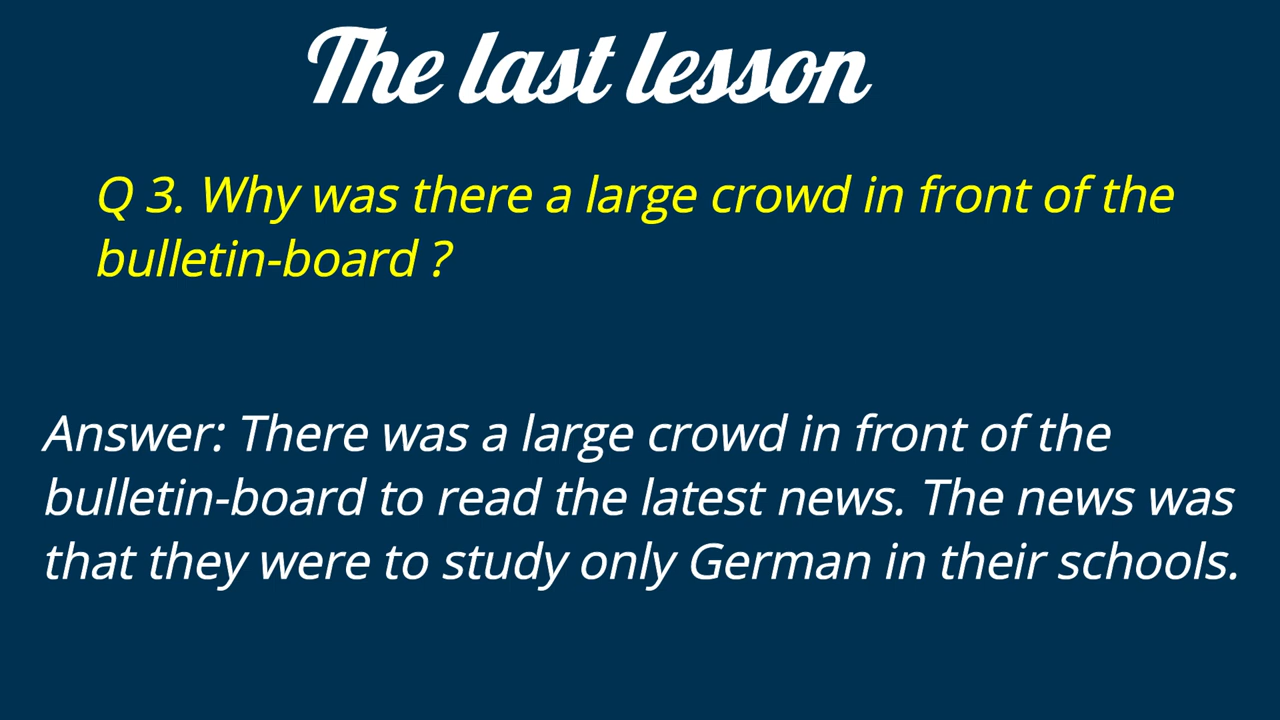 The last lesson
Q 3. Why was there a large crowd in front of the
bulletin-board ?
Answer: There was a large crowd in front of the
bulletin-board to read the latest news. The news was
that they were to study only German in their schools.